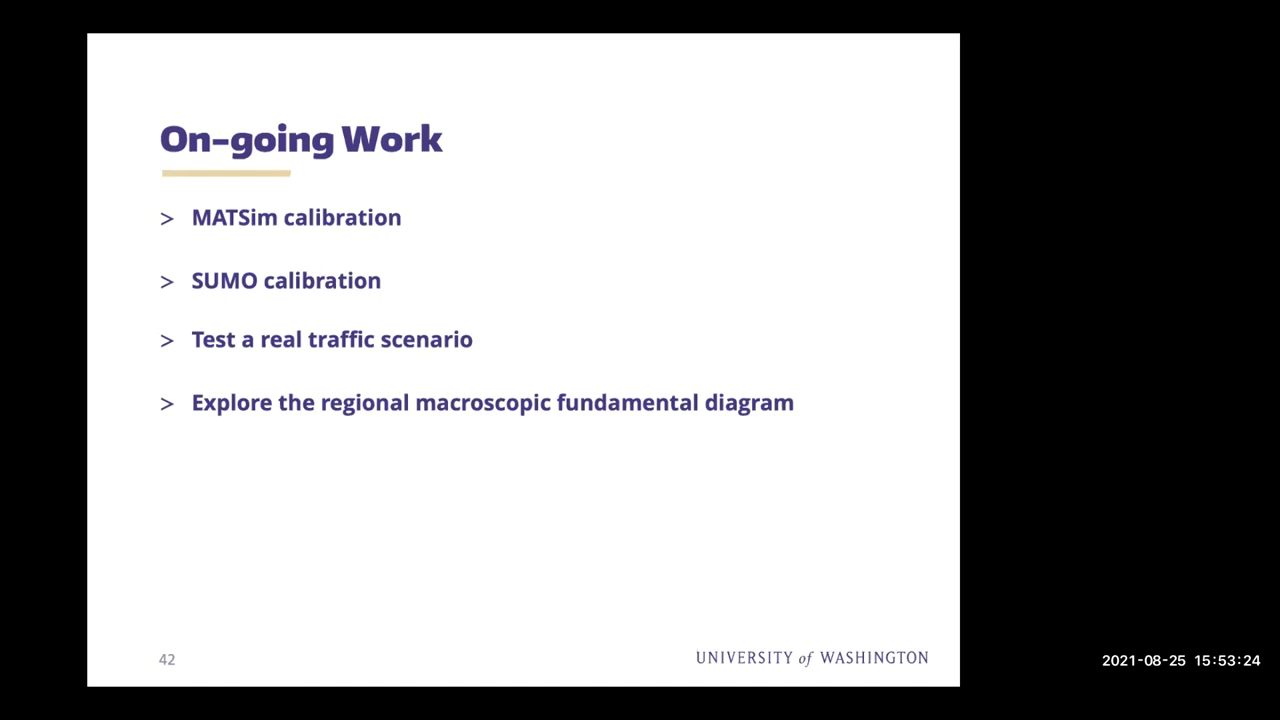 On-going Work
> MATSim calibration
> SUMO calibration
> Test a real traffic scenario
> Explore the regional macroscopic fundamental diagram
42
UNIVERSITY of WASHINGTON
2021-08-25 15:53:24